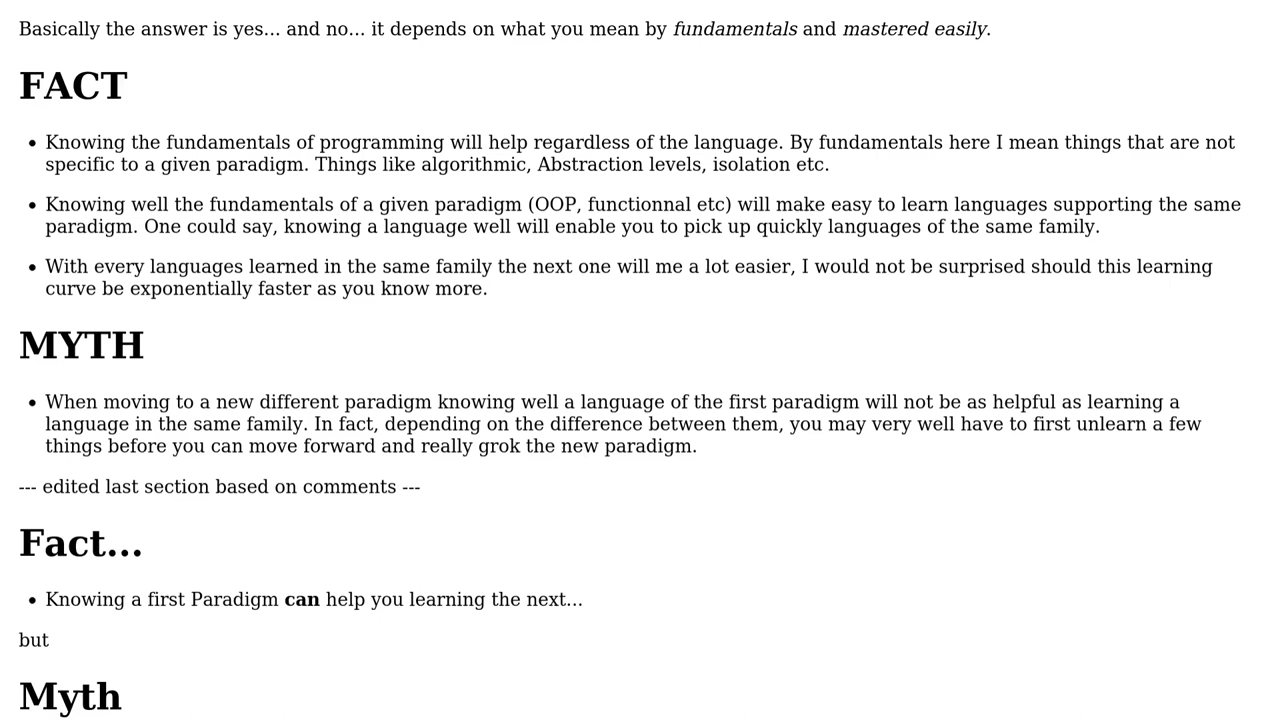 Basically the answer is yes... and no... it depends on what you mean by fundamentals and mastered easily.
FACT
• Knowing the fundamentals of programming will help regardless of the language. By fundamentals here I mean things that are not
specific to a given paradigm. Things like algorithmic, Abstraction levels, isolation etc.
• Knowing well the fundamentals of a given paradigm (OOP, functionnal etc) will make easy to learn languages supporting the same
paradigm. One could say, knowing a language well will enable you to pick up quickly languages of the same family.
• With every languages learned in the same family the next one will me a lot easier, I would not be surprised should this learning
curve be exponentially faster as you know more.
MYTH
• When moving to a new different paradigm knowing well a language of the first paradigm will not be as helpful as learning a
language in the same family. In fact, depending on the difference between them, you may very well have to first unlearn a few
things before you can move forward and really grok the new paradigm.
--- edited last section based on comments ---
Fact...
• Knowing a first Paradigm can help you learning the next...
but
Myth